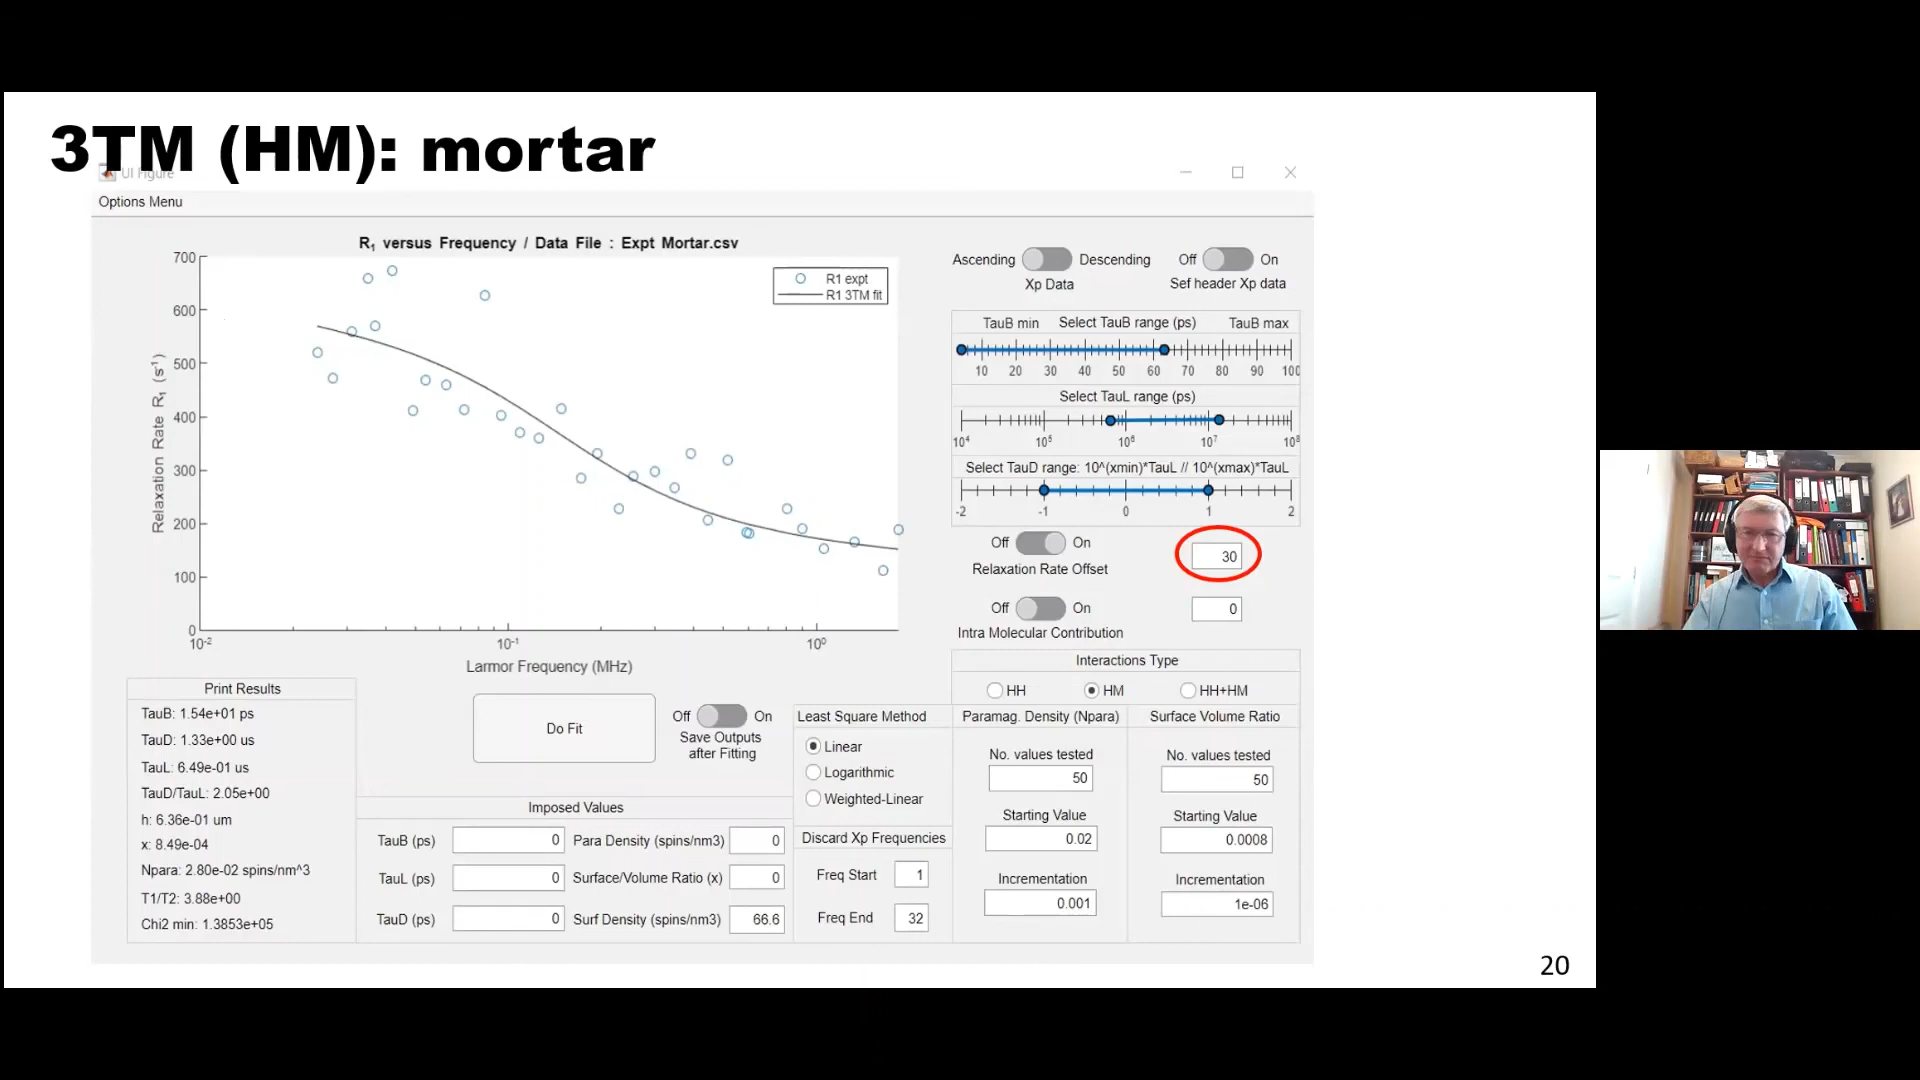 3TM (HM): mortar
UI Figure
Options Menu
R1 versus Frequency / Data File : Expt Mortar.csv
700
600
500
400
300
200
100
0
Relaxation Rate R1 (s-1)
R1 expt
R1 3TM fit
10-2
10-1
100
Larmor Frequency (MHz)
Ascending
Descending
Xp Data
Off
On
Sef header Xp data
TauB min
Select TauB range (ps)
TauB max
10 20 30 40 50 60 70 80 90 100
Select TauL range (ps)
104 105 106 107 108
Select TauD range: 10^(xmin)*TauL // 10^(xmax)*TauL
-2 -1 0 1 2
Off
On
30
Relaxation Rate Offset
Off
On
0
Intra Molecular Contribution
Interactions Type
HH
HM
HH+HM
Print Results
TauB: 1.54e+01 ps
TauD: 1.33e+00 us
TauL: 6.49e-01 us
TauD/TauL: 2.05e+00
h: 6.36e-01 um
x: 8.49e-04
Npara: 2.80e-02 spins/nm^3
T1/T2: 3.88e+00
Chi2 min: 1.3853e+05
Do Fit
Off
On
Save Outputs
after Fitting
Imposed Values
TauB (ps)
0
Para Density (spins/nm3)
0
TauL (ps)
0
Surface/Volume Ratio (x)
0
TauD (ps)
0
Surf Density (spins/nm3)
66.6
Least Square Method
Linear
Logarithmic
Weighted-Linear
Discard Xp Frequencies
Freq Start
1
Freq End
32
Paramag. Density (Npara)
No. values tested
50
Starting Value
0.02
Incrementation
0.001
Surface Volume Ratio
No. values tested
50
Starting Value
0.0008
Incrementation
1e-06
20